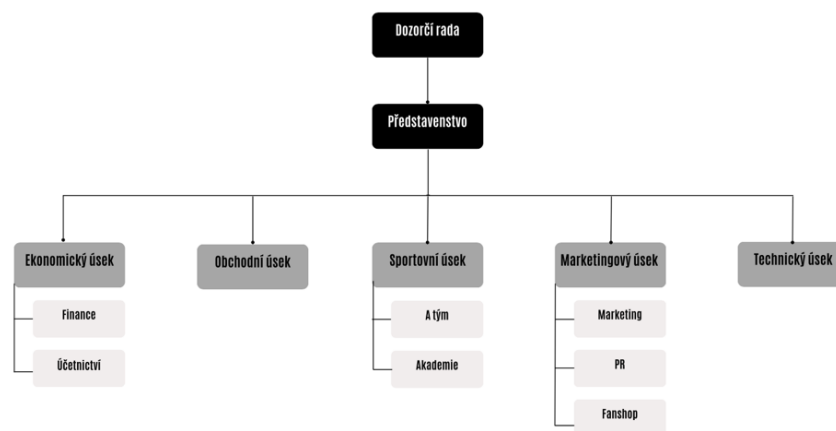 Dozorčí rada
Představenstvo
Ekonomický úsek
Obchodní úsek
Sportovní úsek
Marketingový úsek
Technický úsek
Finance
A tým
Marketing
Účetnictví
Akademie
PR
Fanshop